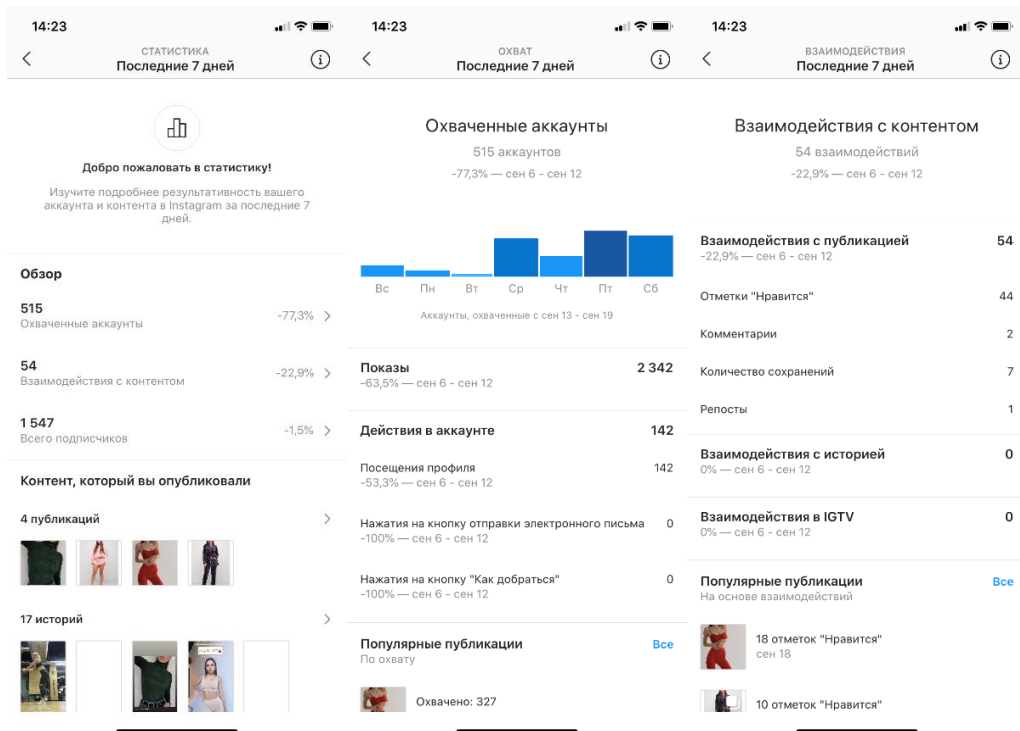 14:23
СТАТИСТИКА
Последние 7 дней
Добро пожаловать в статистику!
Изучите подробнее результативность вашего
аккаунта и контента в Instagram за последние 7
дней.
Обзор
515
Охваченные аккаунты
-77,3%
54
Взаимодействия с контентом
-22,9%
1 547
Всего подписчиков
-1,5%
Контент, который вы опубликовали
4 публикаций
17 историй
14:23
ОХВАТ
Последние 7 дней
Охваченные аккаунты
515 аккаунтов
-77,3% — сен 6 - сен 12
Вс Пн Вт Ср Чт Пт Сб
Аккаунты, охваченные с сен 13 - сен 19
Показы 2 342
-63,5% — сен 6 - сен 12
Действия в аккаунте 142
Посещения профиля 142
-53,3% — сен 6 - сен 12
Нажатия на кнопку отправки электронного письма 0
-100% — сен 6 - сен 12
Нажатия на кнопку "Как добраться" 0
-100% — сен 6 - сен 12
Популярные публикации Все
По охвату
Охвачено: 327
14:23
ВЗАИМОДЕЙСТВИЯ
Последние 7 дней
Взаимодействия с контентом
54 взаимодействий
-22,9% — сен 6 - сен 12
Взаимодействия с публикацией 54
-22,9% — сен 6 - сен 12
Отметки "Нравится" 44
Комментарии 2
Количество сохранений 7
Репосты 1
Взаимодействия с историей 0
0% — сен 6 - сен 12
Взаимодействия в IGTV 0
0% — сен 6 - сен 12
Популярные публикации Все
На основе взаимодействий
18 отметок "Нравится"
сен 18
10 отметок "Нравится"